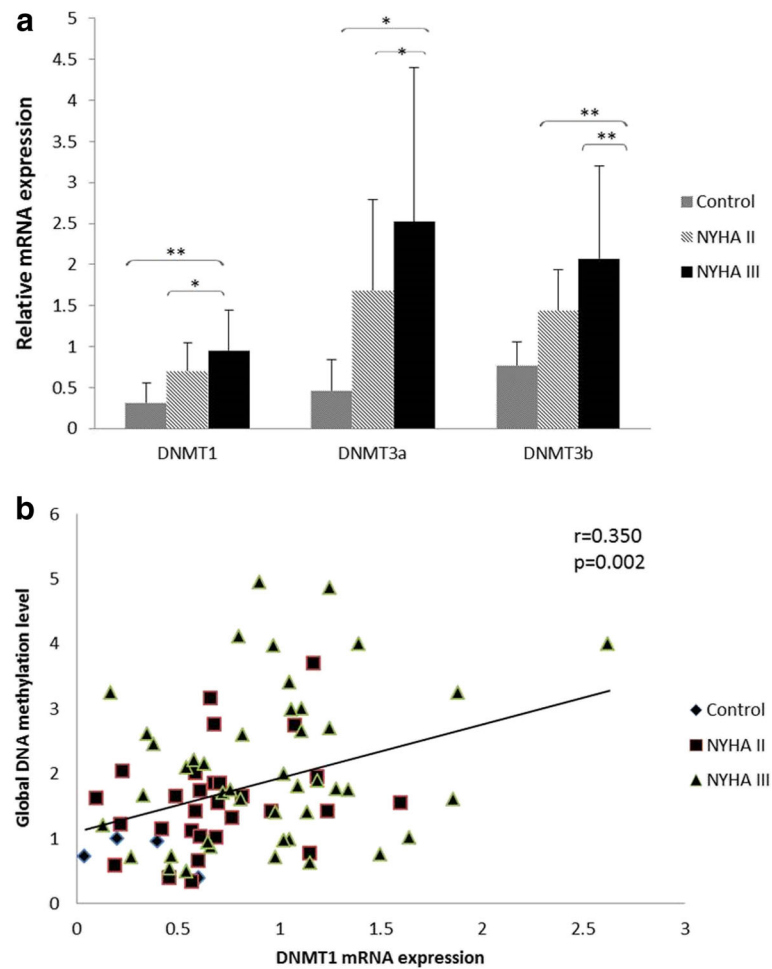 a
Relative mRNA expression
5
4.5
4
3.5
3
2.5
2
1.5
1
0.5
0
*
*
**
**
**
*
DNMT1
DNMT3a
DNMT3b
Control
NYHA II
NYHA III
b
Global DNA methylation level
6
5
4
3
2
1
0
r=0.350
p=0.002
Control
NYHA II
NYHA III
0
0.5
1
1.5
2
2.5
3
DNMT1 mRNA expression